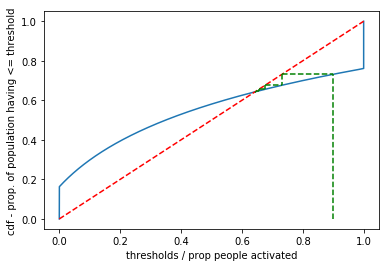 cdf - prop. of population having <= threshold
1.0
0.8
0.6
0.4
0.2
0.0
0.0 0.2 0.4 0.6 0.8 1.0
thresholds / prop people activated